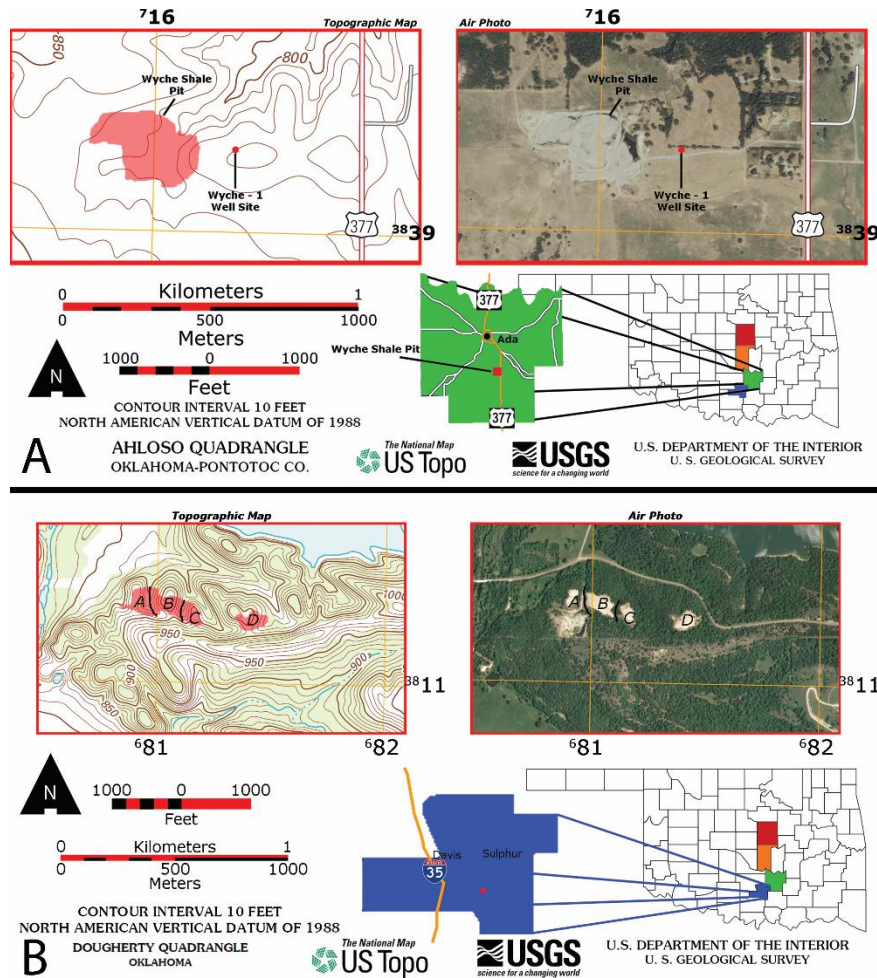 ⁷16
Topographic Map
Air Photo
⁷16
850
800
Wyche Shale
Pit
Wyche - 1
Well Site
377
³⁸39
Wyche Shale
Pit
Wyche - 1
Well Site
377
0 Kilometers 1
0 500 1000
Meters
1000 0 1000
Feet
N
CONTOUR INTERVAL 10 FEET
NORTH AMERICAN VERTICAL DATUM OF 1988
377
Ada
Wyche Shale Pit
377
A
AHLOSO QUADRANGLE
OKLAHOMA-PONTOTOC CO.
The National Map
US Topo
USGS
science for a changing world
U.S. DEPARTMENT OF THE INTERIOR
U. S. GEOLOGICAL SURVEY
Topographic Map
Air Photo
A
B
C
D
1000
950
950
900
900
850
A
B
C
D
³⁸11
⁶81
⁶82
⁶81
⁶82
N
1000 0 1000
Feet
Kilometers
0 1
0 500 1000
Meters
Davis
Sulphur
35
CONTOUR INTERVAL 10 FEET
NORTH AMERICAN VERTICAL DATUM OF 1988
B
DOUGHERTY QUADRANGLE
OKLAHOMA
The National Map
US Topo
USGS
science for a changing world
U.S. DEPARTMENT OF THE INTERIOR
U. S. GEOLOGICAL SURVEY